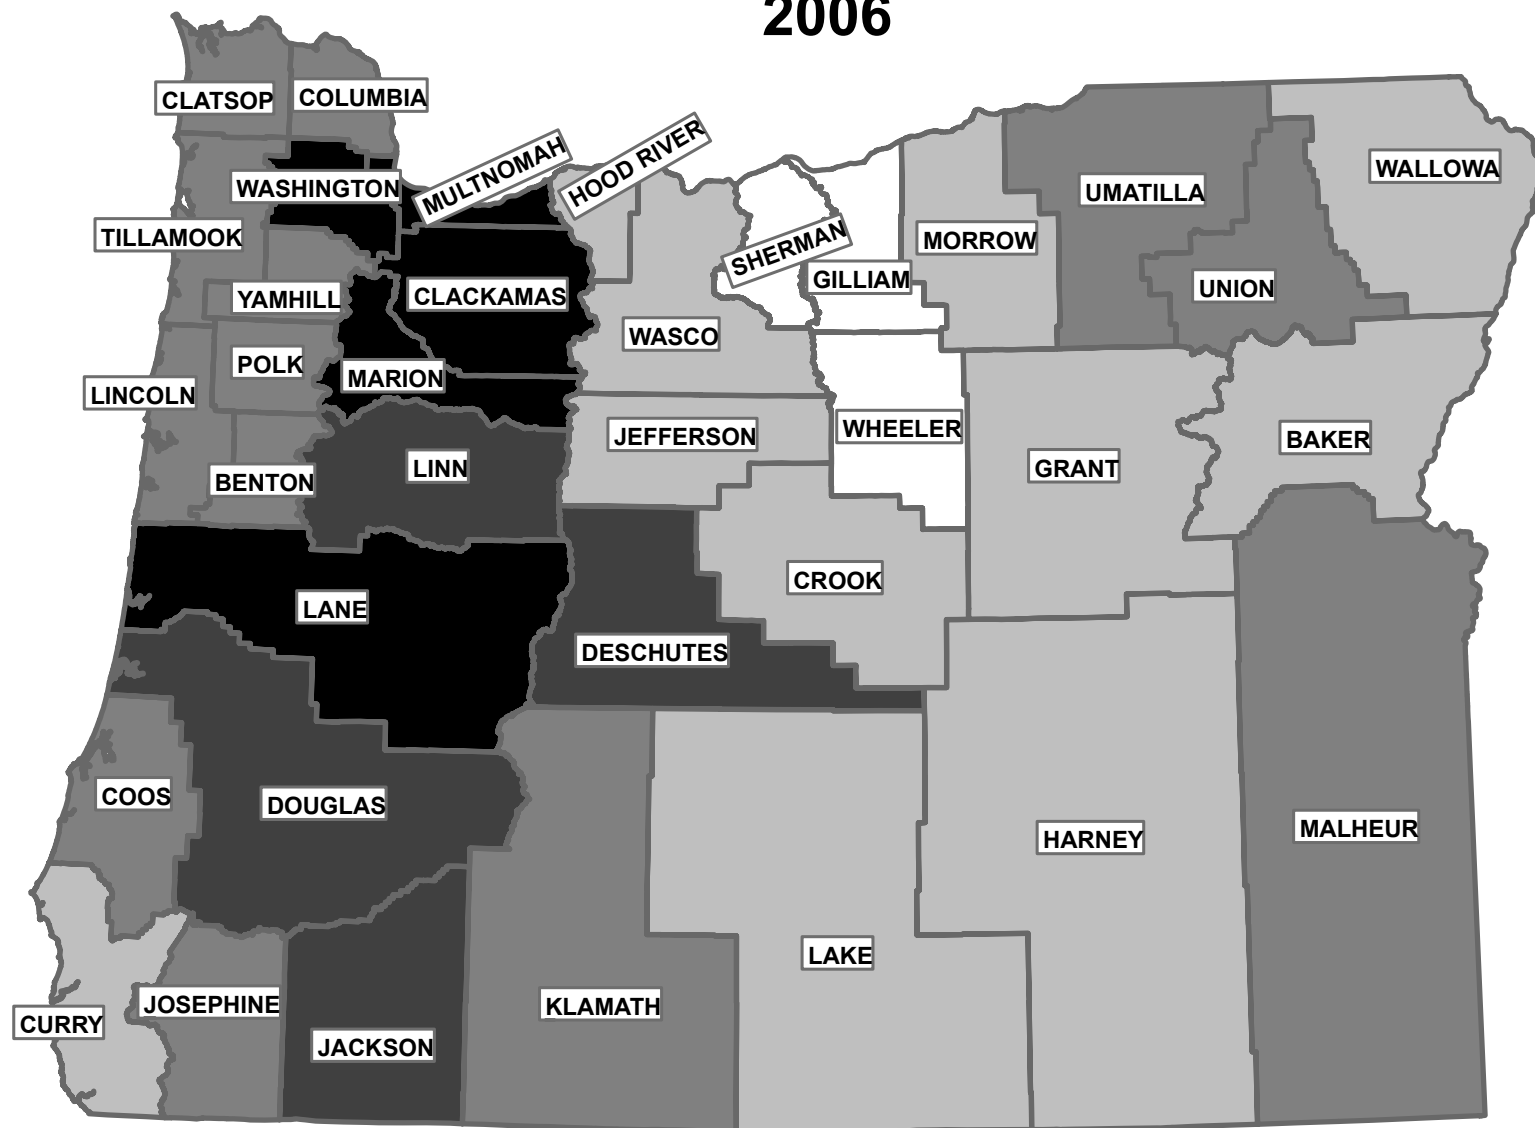 2006
CLATSOP
COLUMBIA
MULTNOMAH
HOOD RIVER
WALLOWA
WASHINGTON
UMATILLA
TILLAMOOK
SHERMAN
MORROW
GILLIAM
UNION
YAMHILL
CLACKAMAS
WASCO
POLK
MARION
LINCOLN
JEFFERSON
WHEELER
BAKER
BENTON
LINN
GRANT
CROOK
LANE
DESCHUTES
COOS
DOUGLAS
HARNEY
MALHEUR
LAKE
JOSEPHINE
KLAMATH
CURRY
JACKSON